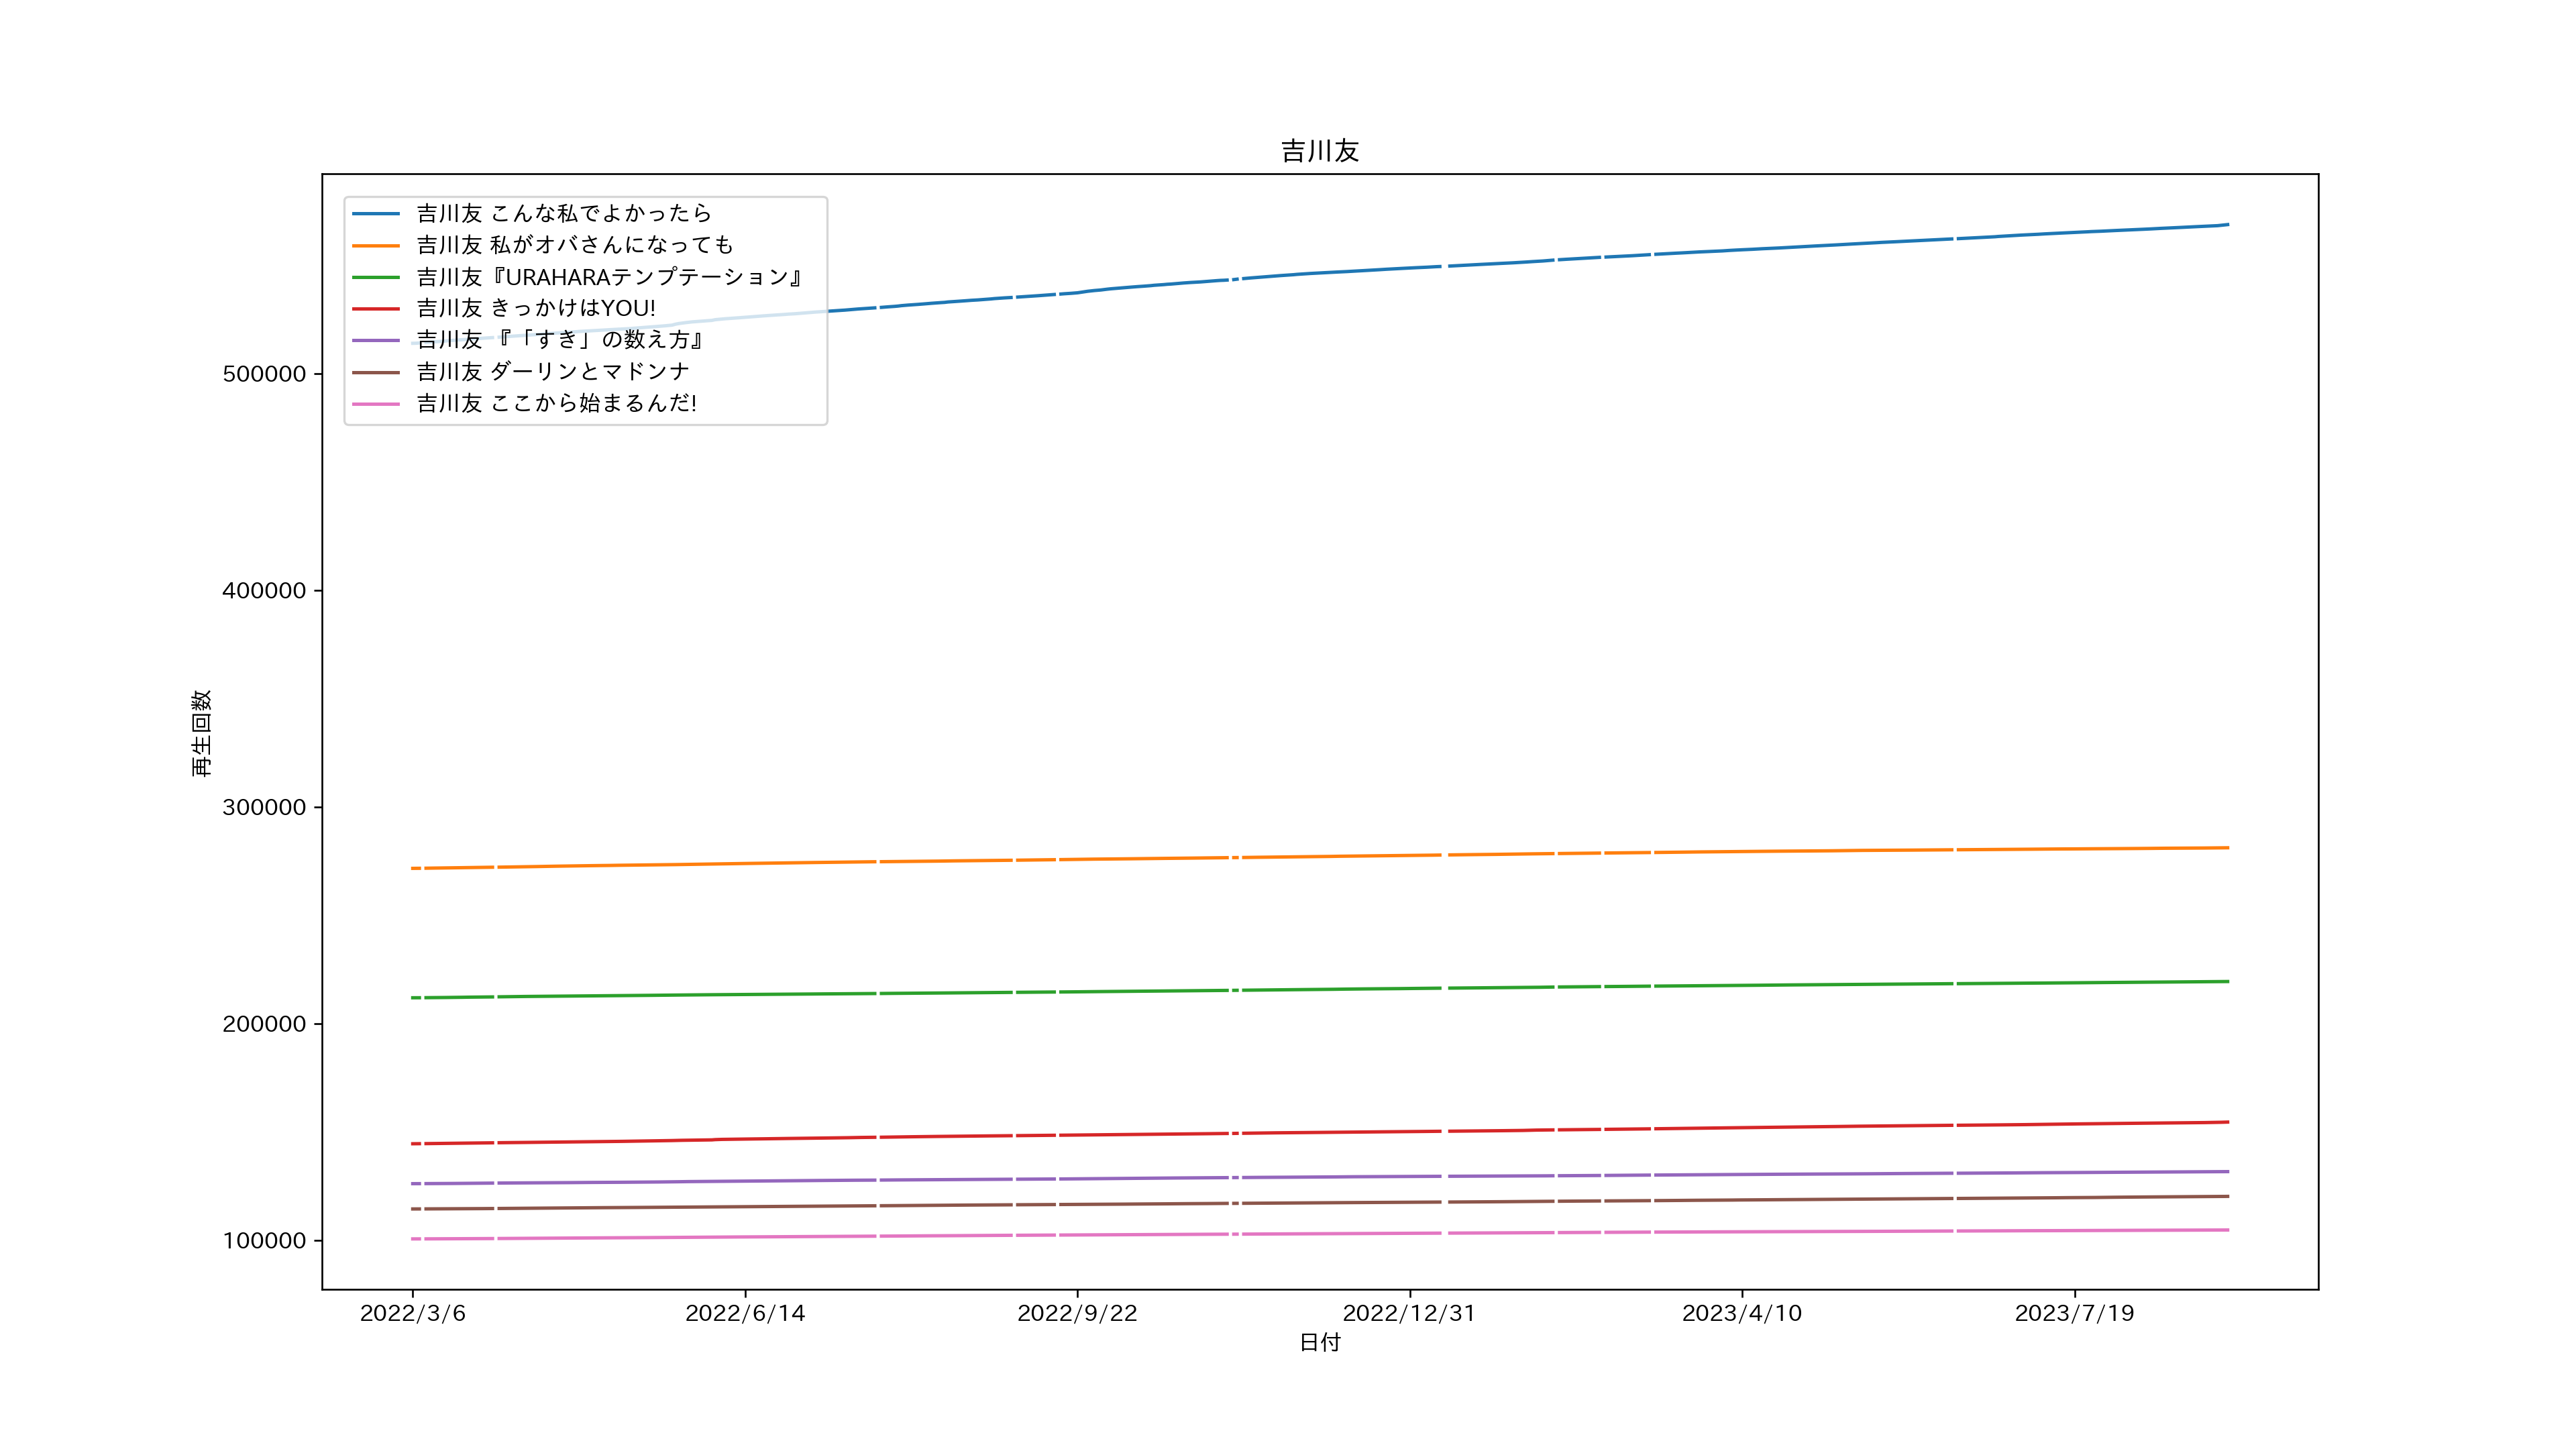 吉川友
吉川友 こんな私でよかったら
吉川友 私がオバさんになっても
吉川友『URAHARAテンプテーション』
吉川友 きっかけはYOU!
吉川友 『「すき」の数え方』
吉川友 ダーリンとマドンナ
吉川友 ここから始まるんだ!
再生回数
500000
400000
300000
200000
100000
2022/3/6
2022/6/14
2022/9/22
2022/12/31
2023/4/10
2023/7/19
日付